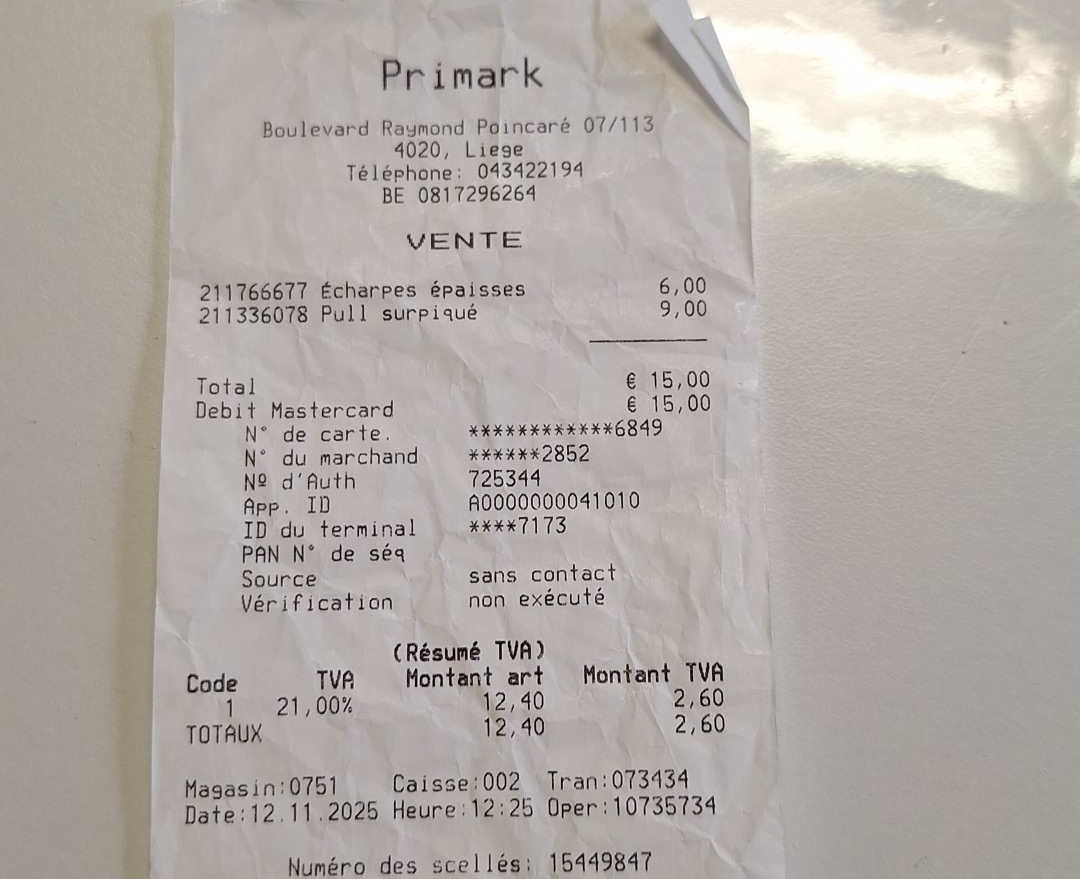 Primark
Boulevard Raymond Poincaré 07/113
4020, Liege
Téléphone: 043422194
BE 0817296264
VENTE
211766677 Écharpes épaisses 6,00
211336078 Pull surpiqué 9,00
Total € 15,00
Debit Mastercard € 15,00
N° de carte. ************6849
N° du marchand ******2852
Nº d'Auth 725344
App. ID A0000000041010
ID du terminal ****7173
PAN N° de séq
Source sans contact
Vérification non exécuté
(Résumé TVA)
Code TVA Montant art Montant TVA
1 21,00% 12,40 2,60
TOTAUX 12,40 2,60
Magasin:0751 Caisse:002 Tran:073434
Date:12.11.2025 Heure:12:25 Oper:10735734
Numéro des scellés: 15449847